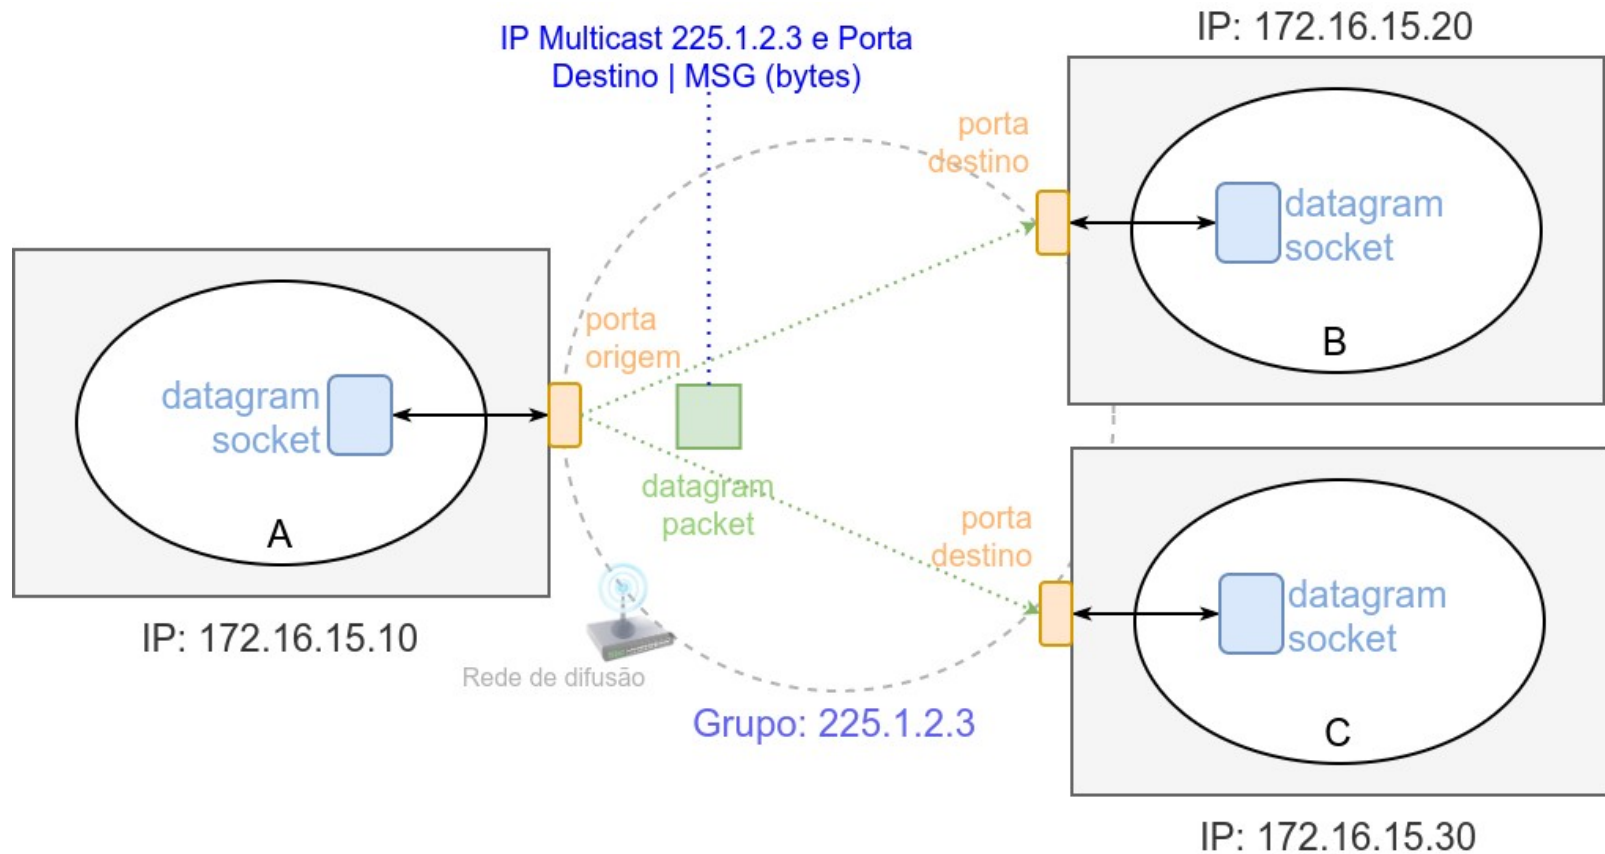 IP Multicast 225.1.2.3 e Porta
Destino | MSG (bytes)
IP: 172.16.15.20
porta
destino
datagram
socket
B
porta
origem
datagram
socket
A
IP: 172.16.15.10
datagram
packet
porta
destino
datagram
socket
C
Rede de difusão
Grupo: 225.1.2.3
IP: 172.16.15.30